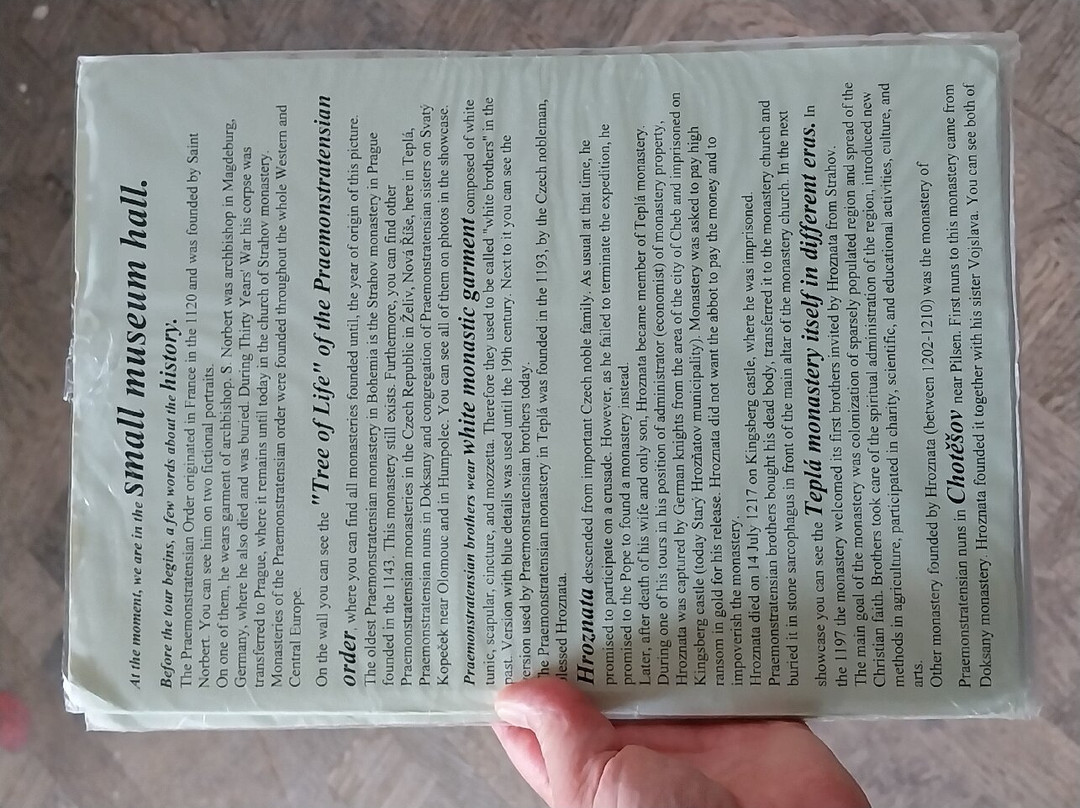 At the moment, we are in the small museum hall.
Before the tour begins, a few words about the history.
The Praemonstratensian Order originated in France in the 1120 and was founded by Saint
Norbert. You can see him on two fictional portraits.
On one of them, he wears garment of archbishop. S. Norbert was archbishop in Magdeburg,
Germany, where he also died and was buried. During Thirty Years' War his corpse was
transferred to Prague, where it remains until today in the church of Strahov monastery.
Monasteries of the Praemonstratensian order were founded throughout the whole Western and
Central Europe.
On the wall you can see the "Tree of Life" of the Praemonstratensian
order, where you can find all monasteries founded until, the year of origin of this picture.
The oldest Praemonstratensian monastery in Bohemia is the Strahov monastery in Prague
founded in the 1143. This monastery still exists. Furthermore, you can find other
Praemonstratensian monasteries in the Czech Republic in Želiv, Nová Říše, here in Teplá,
Praemonstratensian nuns in Doksany and congregation of Praemonstratensian sisters on Svatý
Kopeček near Olomouc and in Humpolec. You can see all of them on photos in the showcase.
Praemonstratensian brothers wear white monastic garment composed of white
tunic, scapular, cincture, and mozzetta. Therefore they used to be called "white brothers" in the
past. Version with blue details was used until the 19th century. Next to it you can see the
ersion used by Praemonstratensian brothers today.
The Praemonstratensian monastery in Teplá was founded in the 1193, by the Czech nobleman,
lessed Hroznata.
Hroznata descended from important Czech noble family. As usual at that time, he
promised to participate on a crusade. However, as he failed to terminate the expedition, he
promised to the Pope to found a monastery instead.
Later, after death of his wife and only son, Hroznata became member of Teplá monastery.
During one of his tours in his position of administrator (economist) of monastery property,
Hroznata was captured by German knights from the area of the city of Cheb and imprisoned on
Kingsberg castle (today Starý Hrozňatov municipality). Monastery was asked to pay high
ransom in gold for his release. Hroznata did not want the abbot to pay the money and to
impoverish the monastery.
Hroznata died on 14 July 1217 on Kingsberg castle, where he was imprisoned.
Praemonstratensian brothers bought his dead body, transferred it to the monastery church and
buried it in stone sarcophagus in front of the main altar of the monastery church. In the next
showcase you can see the Teplá monastery itself in different eras. In
the 1197 the monastery welcomed its first brothers invited by Hroznata from Strahov.
The main goal of the monastery was colonization of sparsely populated region and spread of the
Christian faith. Brothers took care of the spiritual administration of the region, introduced new
methods in agriculture, participated in charity, scientific, and educational activities, culture, and
arts.
Other monastery founded by Hroznata (between 1202-1210) was the monastery of
Praemonstratensian nuns in Chotěšov near Pilsen. First nuns to this monastery came from
Doksany monastery. Hroznata founded it together with his sister Vojslava. You can see both of